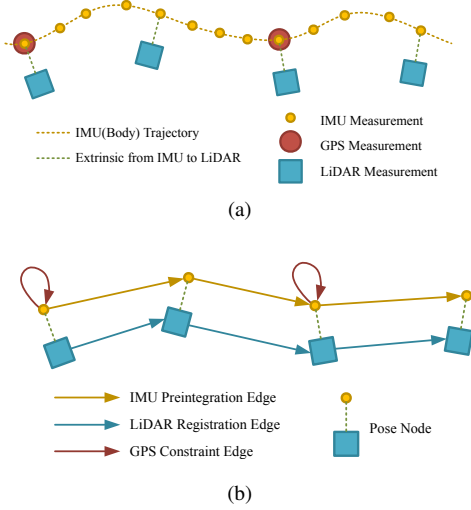 IMU(Body) Trajectory
Extrinsic from IMU to LiDAR
IMU Measurement
GPS Measurement
LiDAR Measurement
(a)
IMU Preintegration Edge
LiDAR Registration Edge
GPS Constraint Edge
Pose Node
(b)